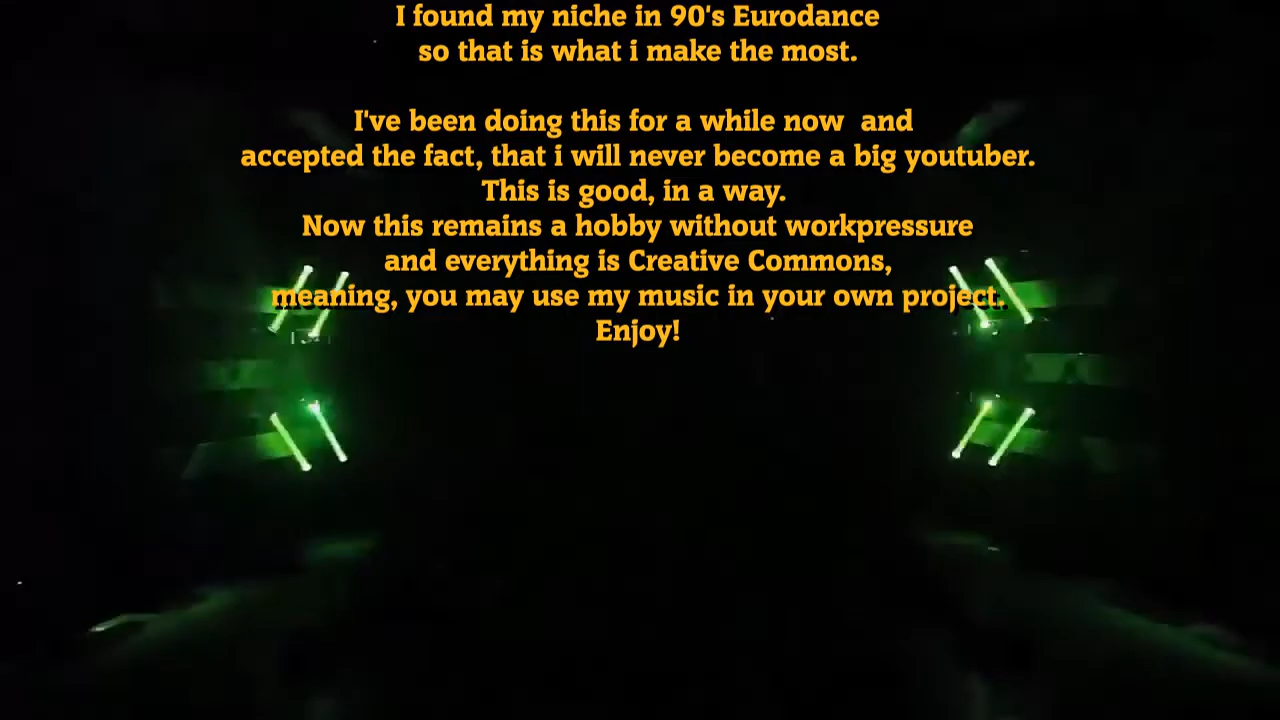 I found my niche in 90's Eurodance
so that is what i make the most.
I've been doing this for a while now  and
accepted the fact, that i will never become a big youtuber.
This is good, in a way.
Now this remains a hobby without workpressure
and everything is Creative Commons,
meaning, you may use my music in your own project.
Enjoy!